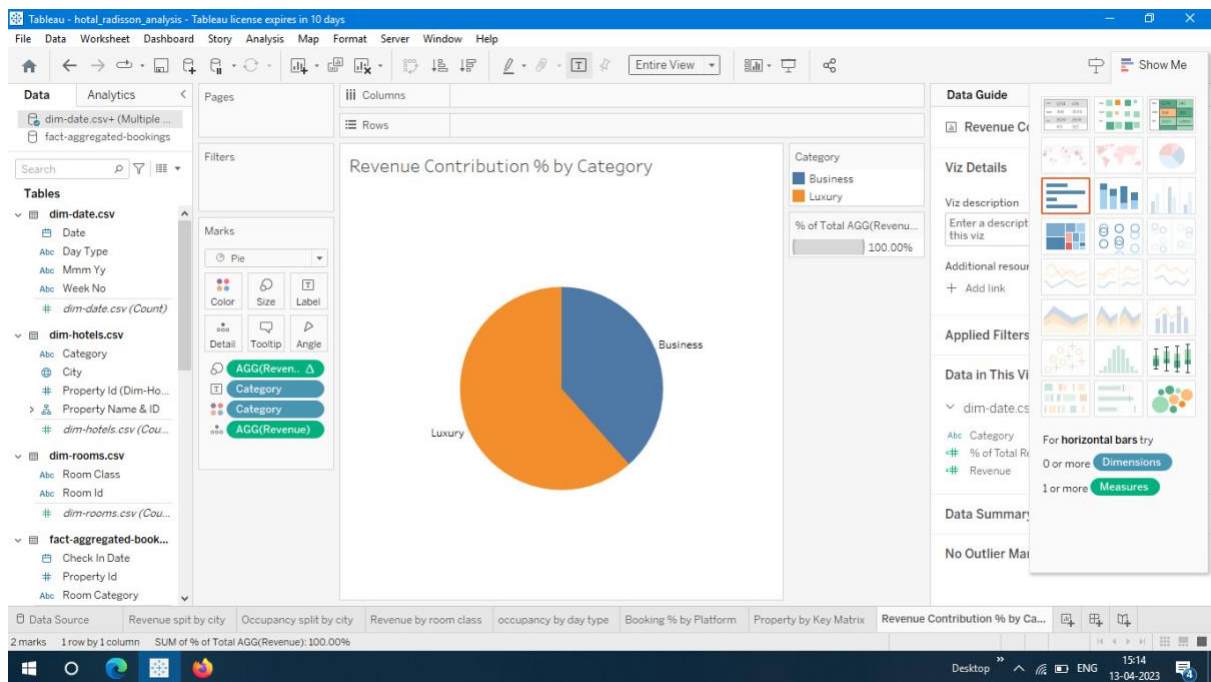 Tableau - hotal_radisson_analysis - Tableau license expires in 10 days
File Data Worksheet Dashboard Story Analysis Map Format Server Window Help
Entire View
Show Me
Data Analytics
dim-date.csv+ (Multiple ...
fact-aggregated-bookings
Search
Tables
dim-date.csv
Date
Abc Day Type
Abc Mmm Yy
Abc Week No
# dim-date.csv (Count)
dim-hotels.csv
Abc Category
City
# Property Id (Dim-Ho...
Property Name & ID
# dim-hotels.csv (Cou...
dim-rooms.csv
Abc Room Class
Abc Room Id
# dim-rooms.csv (Cou...
fact-aggregated-book...
Check In Date
# Property Id
Abc Room Category
Pages
Filters
Marks
Pie
Color Size Label
Detail Tooltip Angle
AGG(Reven.. Δ
Category
Category
AGG(Revenue)
Columns
Rows
Revenue Contribution % by Category
Business
Luxury
Category
Business
Luxury
% of Total AGG(Revenu...
100.00%
Data Guide
Revenue Co
Viz Details
Viz description
Enter a descript
this viz
Additional resour
+ Add link
Applied Filters
Data in This Vi
dim-date.cs
Abc Category
# % of Total Re
# Revenue
Data Summary
No Outlier Mar
For horizontal bars try
0 or more Dimensions
1 or more Measures
Data Source Revenue spit by city Occupancy split by city Revenue by room class occupancy by day type Booking % by Platform Property by Key Matrix Revenue Contribution % by Ca...
2 marks 1 row by 1 column SUM of % of Total AGG(Revenue): 100.00%
Desktop » ENG 15:14
13-04-2023
4